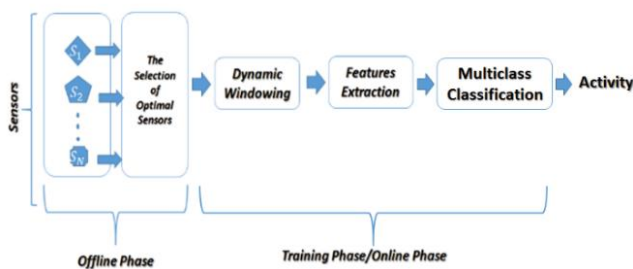 Sensors
S1
S2
SN
The
Selection
of
Optimal
Sensors
Dynamic
Windowing
Features
Extraction
Multiclass
Classification
Activity
Offline Phase
Training Phase/Online Phase